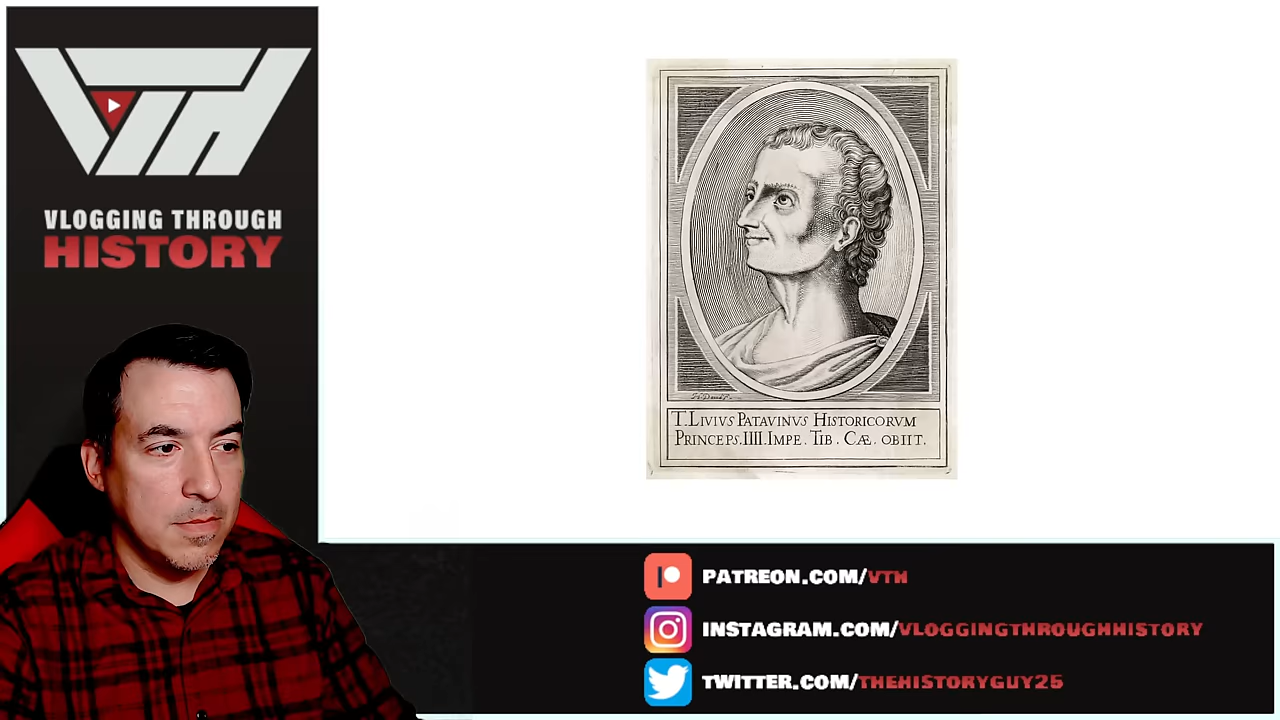 VTH
VLOGGING THROUGH
HISTORY
T. LIVIVS PATAVINVS HISTORICORVM
PRINCEPS. IIII. IMPE. TIB. CÆ. OBIIT.
PATREON.COM/VTH
INSTAGRAM.COM/VLOGGINGTHROUGHHISTORY
TWITTER.COM/THEHISTORYGUY25